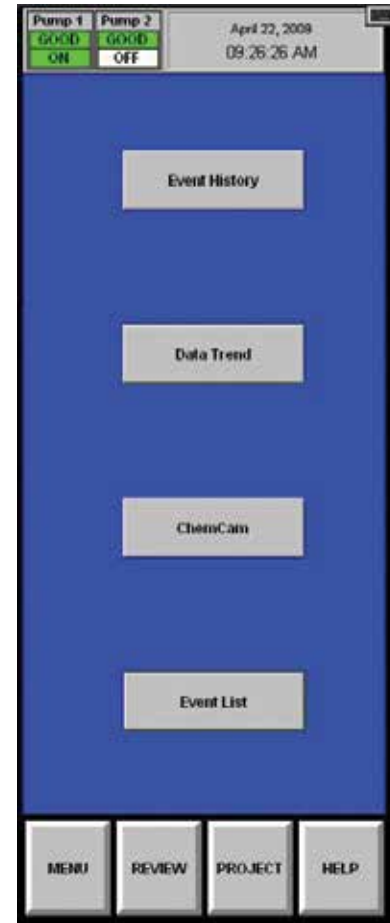 Pump 1 Pump 2
GOOD GOOD
ON OFF
April 22, 2009
09:26:26 AM
Event History
Data Trend
ChemCam
Event List
MENU REVIEW PROJECT HELP